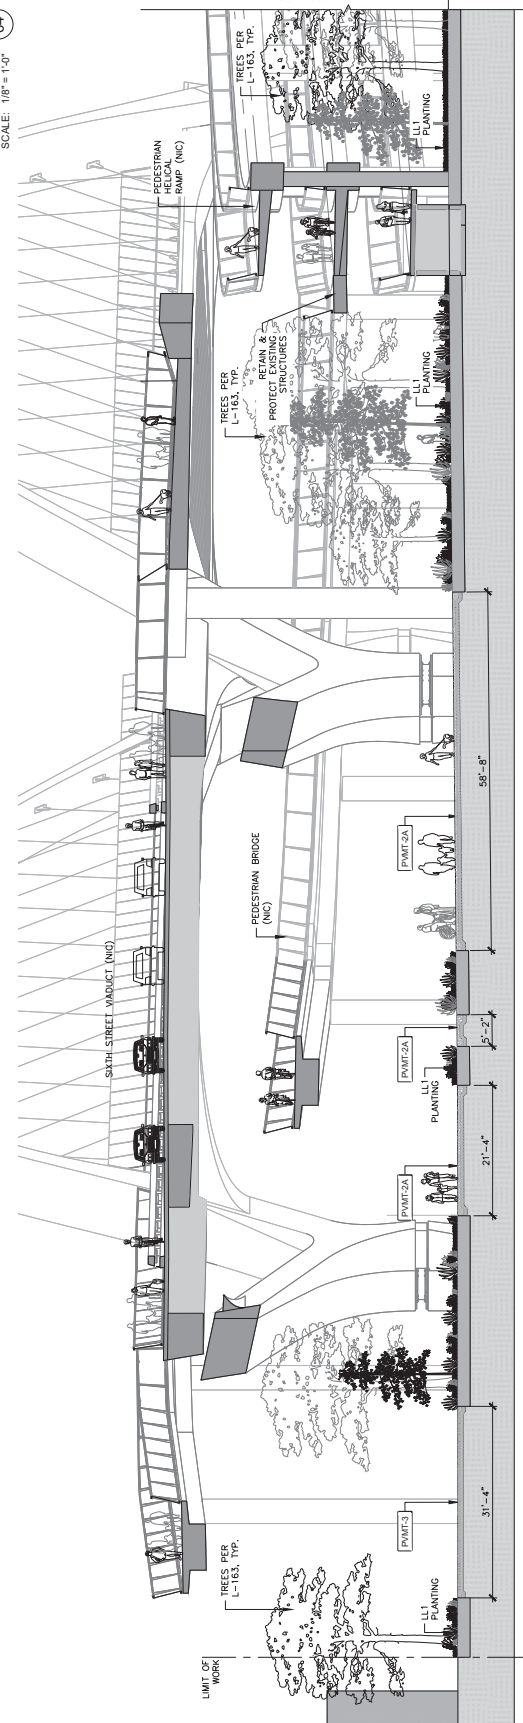 SCALE: 1/8" = 1'-0"
LIMIT OF
WORK
TREES PER
L-163, TYP.
LL1
PLANTING
PVMT-3
31'-4"
SIXTH STREET VIADUCT (NIC)
PVMT-2A
21'-4"
LL1
PLANTING
PVMT-2A
5'-2"
PEDESTRIAN BRIDGE
(NIC)
PVMT-2A
58'-8"
TREES PER
L-163, TYP.
RETAIN &
PROTECT EXISTING
STRUCTURES
LL1
PLANTING
PEDESTRIAN
HELICAL
RAMP (NIC)
TREES PER
L-163, TYP.
LL1
PLANTING